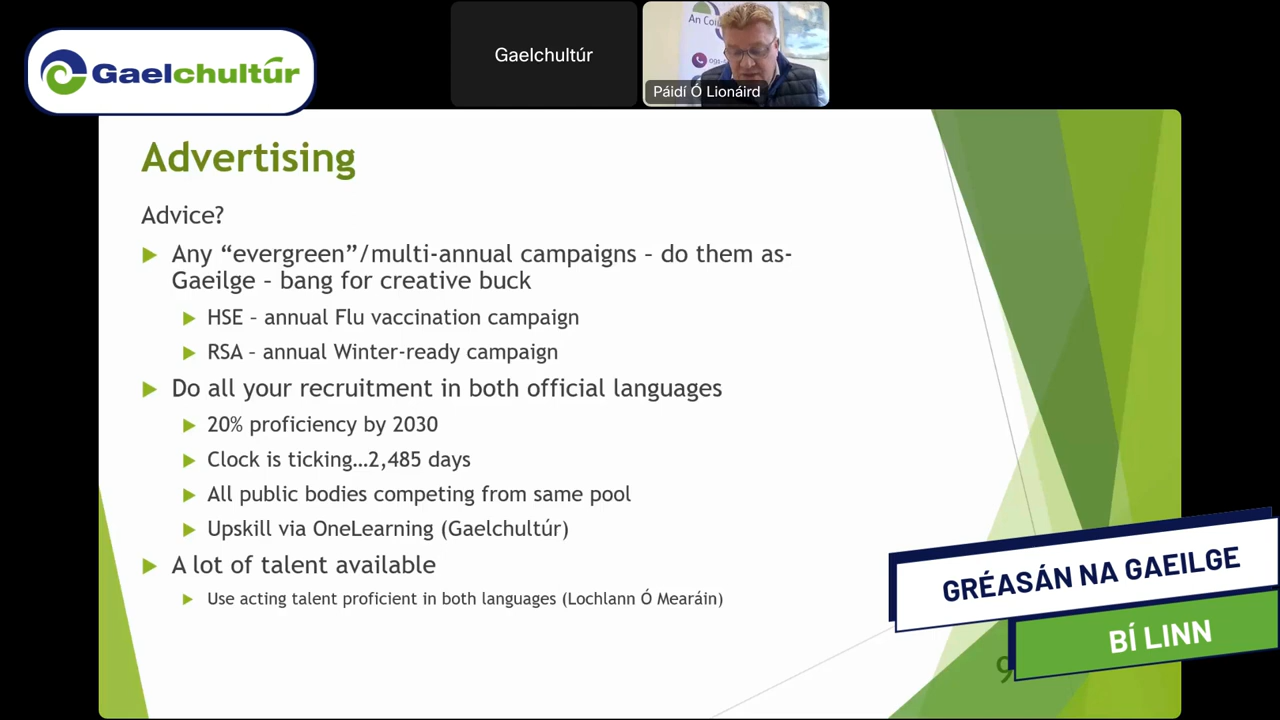 Gaelchultúr
Gaelchultúr
An Coi
091-
Páidí Ó Lionáird
Advertising
Advice?
Any “evergreen”/multi-annual campaigns – do them as-
Gaeilge – bang for creative buck
HSE – annual Flu vaccination campaign
RSA – annual Winter-ready campaign
Do all your recruitment in both official languages
20% proficiency by 2030
Clock is ticking…2,485 days
All public bodies competing from same pool
Upskill via OneLearning (Gaelchultúr)
A lot of talent available
Use acting talent proficient in both languages (Lochlann Ó Mearáin)
GRÉASÁN NA GAEILGE
BÍ LINN
9